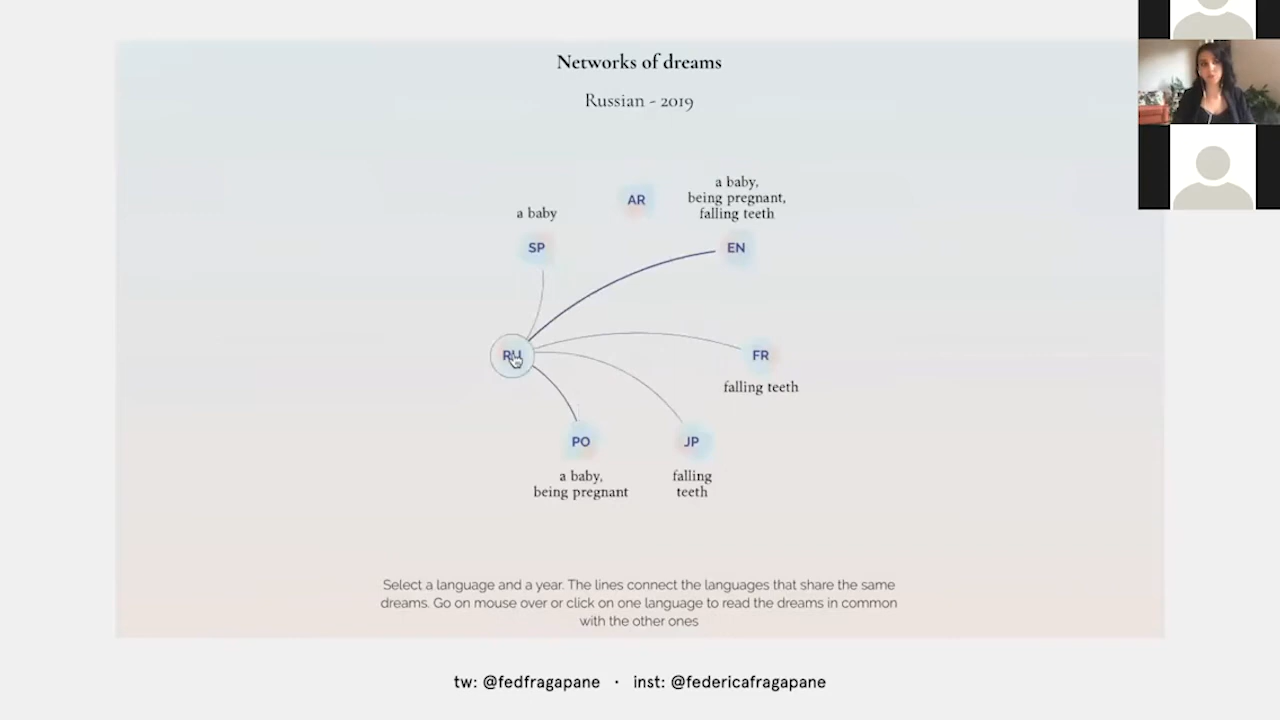 Networks of dreams
Russian - 2019
AR
a baby,
being pregnant,
falling teeth
a baby
SP
EN
RU
FR
falling teeth
PO
JP
a baby,
being pregnant
falling
teeth
Select a language and a year. The lines connect the languages that share the same
dreams. Go on mouse over or click on one language to read the dreams in common
with the other ones
tw: @fedfragapane · inst: @federicafragapane